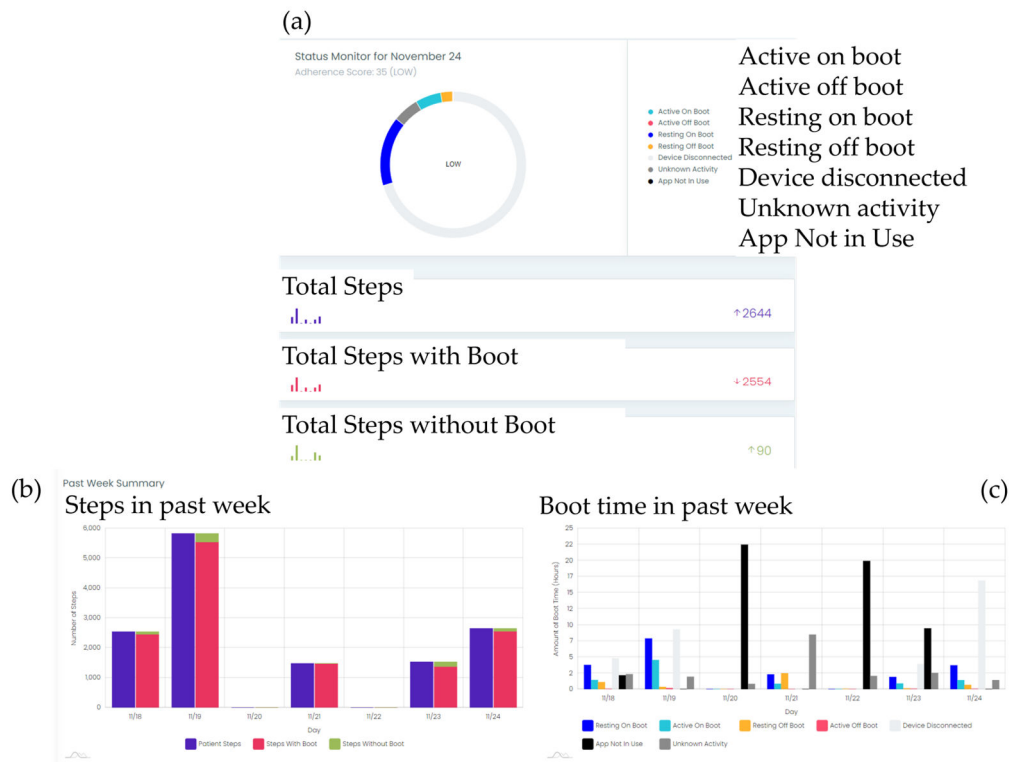 (a)
Status Monitor for November 24
Adherence Score: 35 (LOW)
LOW
Active On Boot
Active Off Boot
Resting On Boot
Resting Off Boot
Device Disconnected
Unknown Activity
App Not In Use
Active on boot
Active off boot
Resting on boot
Resting off boot
Device disconnected
Unknown activity
App Not in Use
Total Steps
↑2644
Total Steps with Boot
↓2554
Total Steps without Boot
↑90
(b)
Past Week Summary
Steps in past week
Number of Steps
6,000
5,000
4,000
3,000
2,000
1,000
0
11/18 11/19 11/20 11/21 11/22 11/23 11/24
Day
Patient Steps Steps With Boot Steps Without Boot
(c)
Boot time in past week
Amount of Boot Time (Hours)
25
22
20
17
15
12
10
7
5
2
0
11/18 11/19 11/20 11/21 11/22 11/23 11/24
Day
Resting On Boot Active On Boot Resting Off Boot Active Off Boot Device Disconnected
App Not In Use Unknown Activity